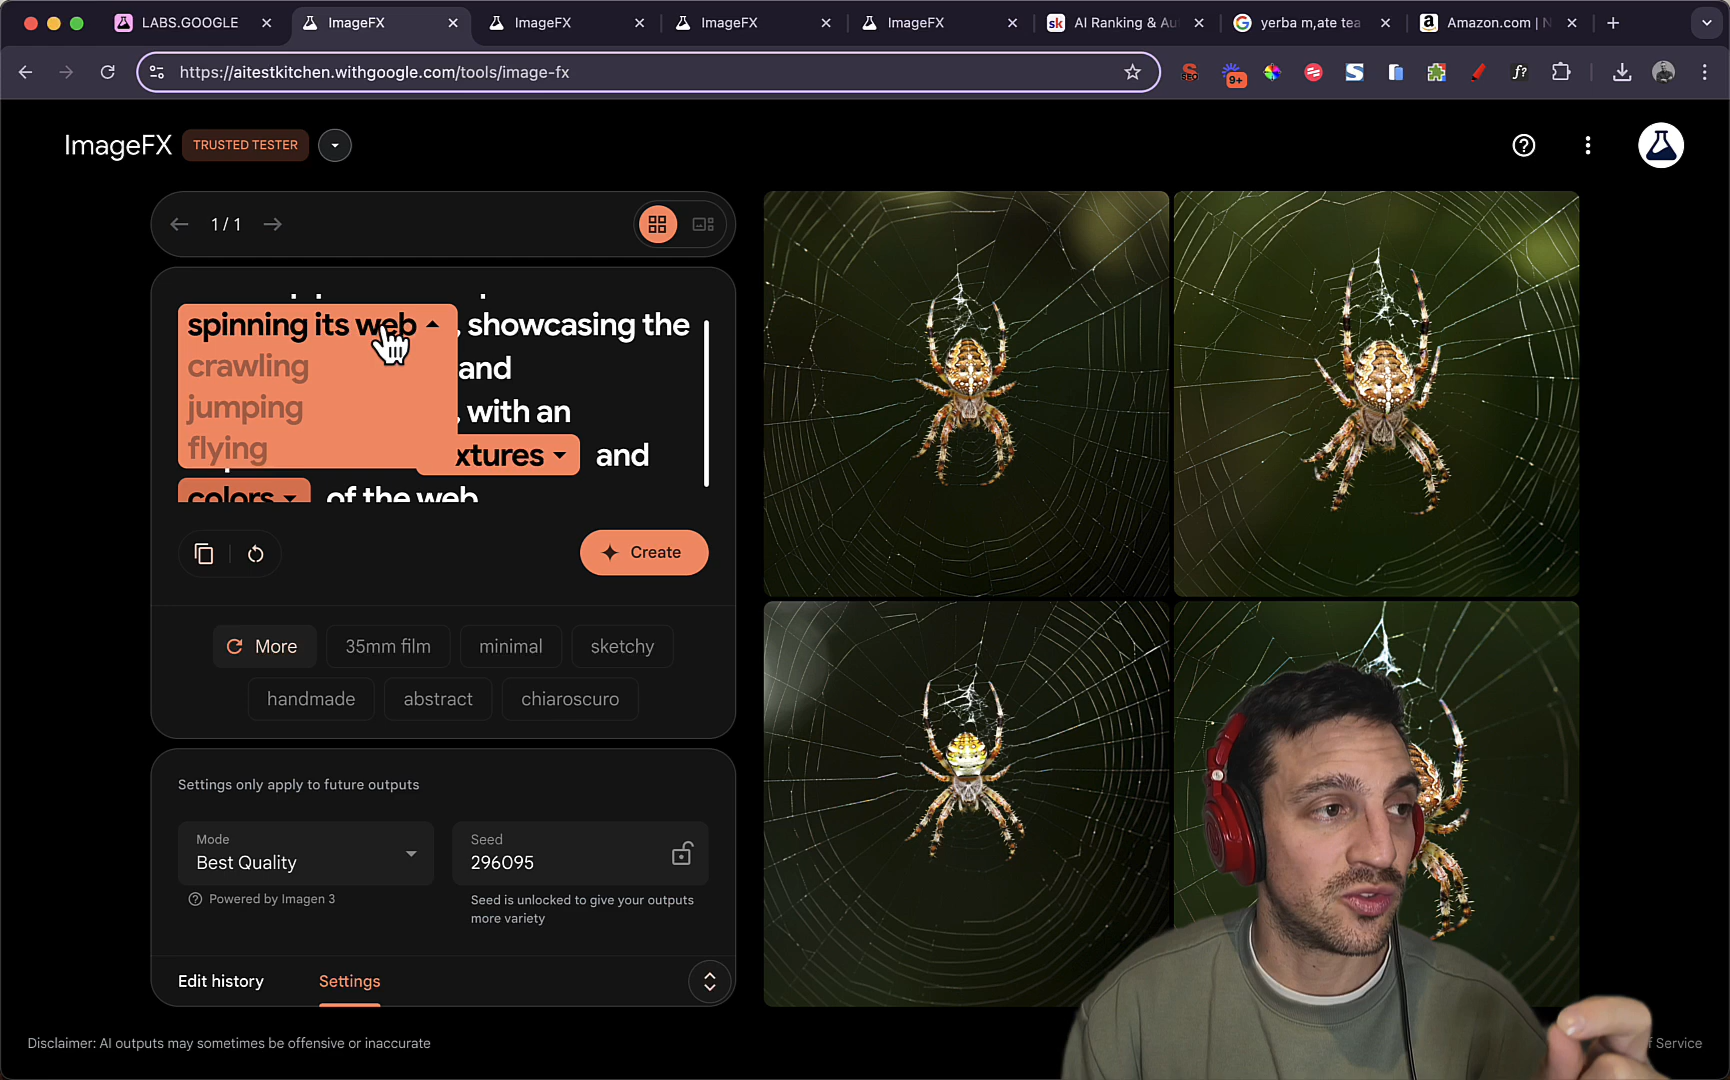 LABS.GOOGLE
ImageFX
ImageFX
ImageFX
ImageFX
sk AI Ranking & Au
yerba m,ate tea
Amazon.com | N
https://aitestkitchen.withgoogle.com/tools/image-fx
SEO
9+
S
f?
ImageFX TRUSTED TESTER
1 / 1
spinning its web , showcasing the
crawling and
jumping , with an
flying xtures and
colors of the web
Create
More 35mm film minimal sketchy
handmade abstract chiaroscuro
Settings only apply to future outputs
Mode
Best Quality
Powered by Imagen 3
Seed
296095
Seed is unlocked to give your outputs
more variety
Edit history Settings
Disclaimer: AI outputs may sometimes be offensive or inaccurate
f Service